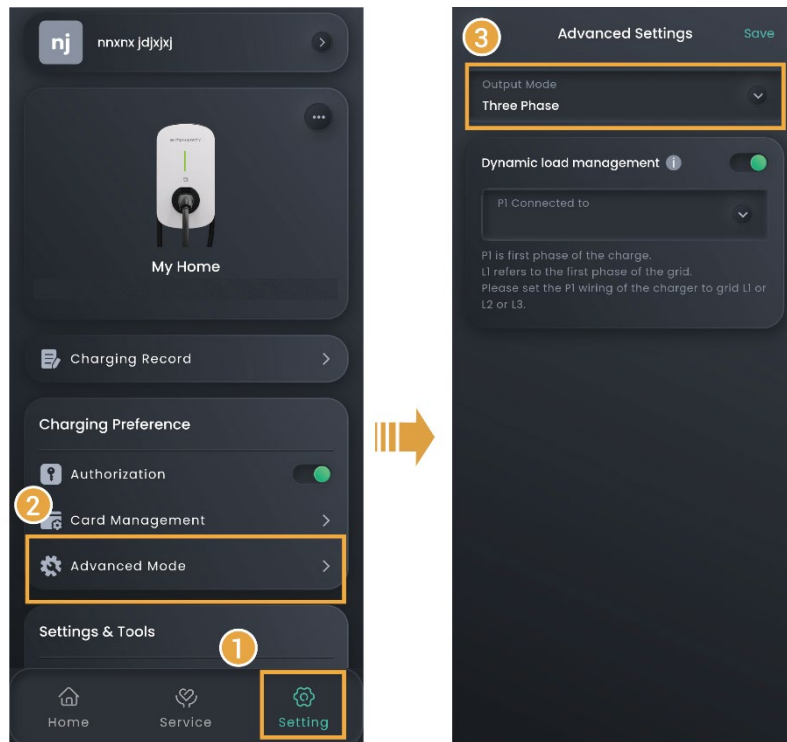 nj
nnxnx jdjxjxj
My Home
Charging Record
Charging Preference
Authorization
2
Card Management
Advanced Mode
Settings & Tools
1
Home
Service
Setting
3
Advanced Settings
Save
Output Mode
Three Phase
Dynamic load management i
P1 Connected to
P1 is first phase of the charge.
L1 refers to the first phase of the grid.
Please set the P1 wiring of the charger to grid L1 or
L2 or L3.